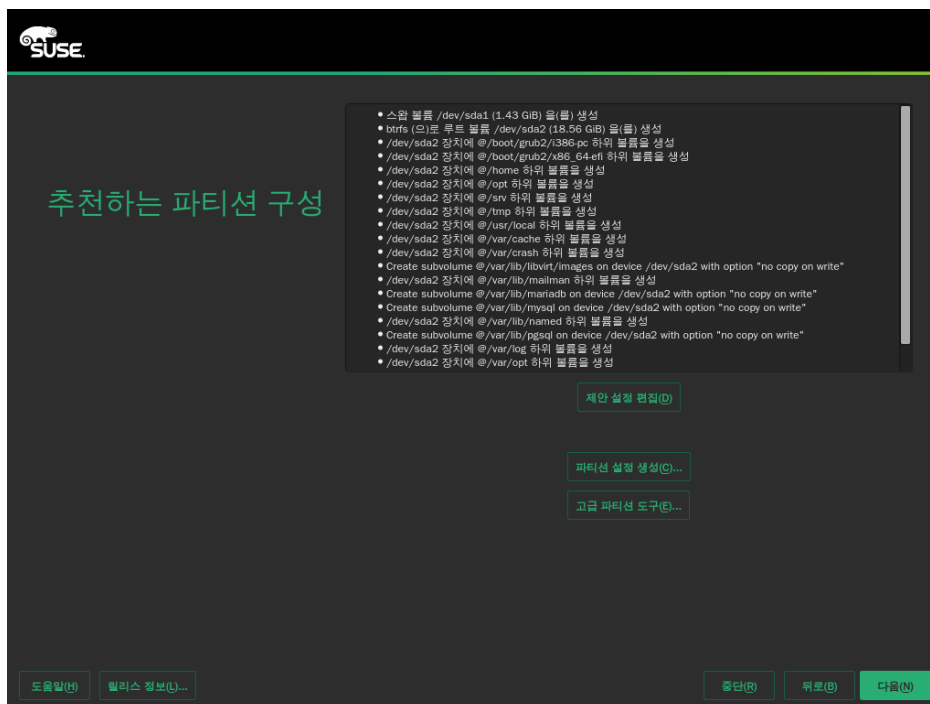 SUSE.
추천하는 파티션 구성
• 스왑 볼륨 /dev/sda1 (1.43 GiB) 을(를) 생성
• btrfs (으)로 루트 볼륨 /dev/sda2 (18.56 GiB) 을(를) 생성
• /dev/sda2 장치에 @/boot/grub2/i386-pc 하위 볼륨을 생성
• /dev/sda2 장치에 @/boot/grub2/x86_64-efi 하위 볼륨을 생성
• /dev/sda2 장치에 @/home 하위 볼륨을 생성
• /dev/sda2 장치에 @/opt 하위 볼륨을 생성
• /dev/sda2 장치에 @/srv 하위 볼륨을 생성
• /dev/sda2 장치에 @/tmp 하위 볼륨을 생성
• /dev/sda2 장치에 @/usr/local 하위 볼륨을 생성
• /dev/sda2 장치에 @/var/cache 하위 볼륨을 생성
• /dev/sda2 장치에 @/var/crash 하위 볼륨을 생성
• Create subvolume @/var/lib/libvirt/images on device /dev/sda2 with option "no copy on write"
• /dev/sda2 장치에 @/var/lib/mailman 하위 볼륨을 생성
• Create subvolume @/var/lib/mariadb on device /dev/sda2 with option "no copy on write"
• Create subvolume @/var/lib/mysql on device /dev/sda2 with option "no copy on write"
• /dev/sda2 장치에 @/var/lib/named 하위 볼륨을 생성
• Create subvolume @/var/lib/pgsql on device /dev/sda2 with option "no copy on write"
• /dev/sda2 장치에 @/var/log 하위 볼륨을 생성
• /dev/sda2 장치에 @/var/opt 하위 볼륨을 생성
제안 설정 편집(D)
파티션 설정 생성(C)...
고급 파티션 도구(E)...
도움말(H)
릴리스 정보(L)...
중단(R)
뒤로(B)
다음(N)